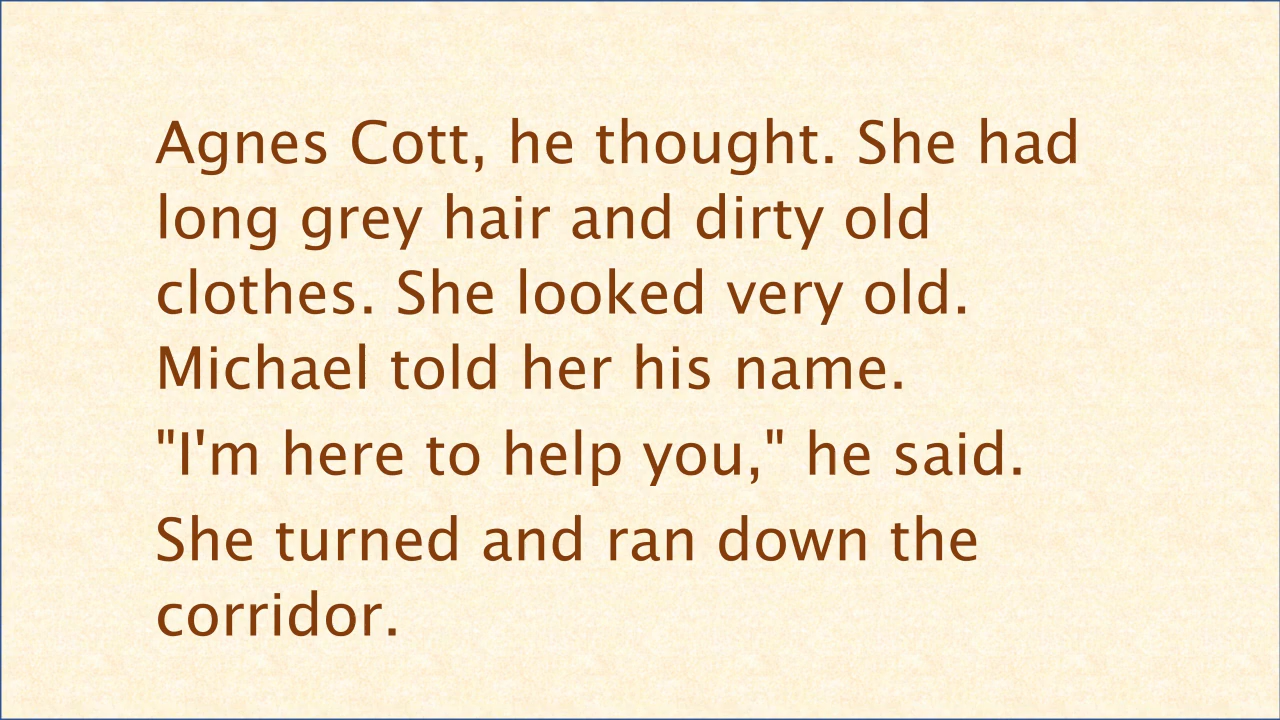 Agnes Cott, he thought. She had
long grey hair and dirty old
clothes. She looked very old.
Michael told her his name.
"I'm here to help you," he said.
She turned and ran down the
corridor.